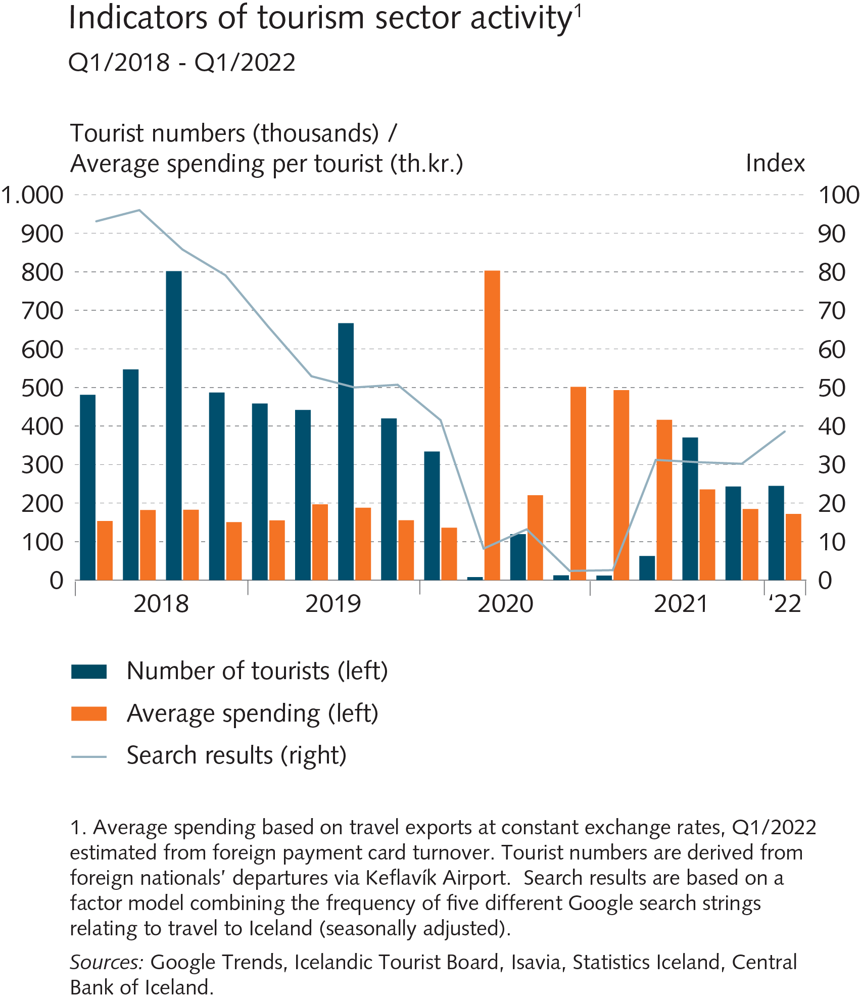 Indicators of tourism sector activity¹
Q1/2018 - Q1/2022
Tourist numbers (thousands) /
Average spending per tourist (th.kr.)
Index
1.000 100
900 90
800 80
700 70
600 60
500 50
400 40
300 30
200 20
100 10
0 0
2018 2019 2020 2021 ‘22
Number of tourists (left)
Average spending (left)
Search results (right)
1. Average spending based on travel exports at constant exchange rates, Q1/2022
estimated from foreign payment card turnover. Tourist numbers are derived from
foreign nationals’ departures via Keflavík Airport.  Search results are based on a
factor model combining the frequency of five different Google search strings
relating to travel to Iceland (seasonally adjusted).
Sources: Google Trends, Icelandic Tourist Board, Isavia, Statistics Iceland, Central
Bank of Iceland.